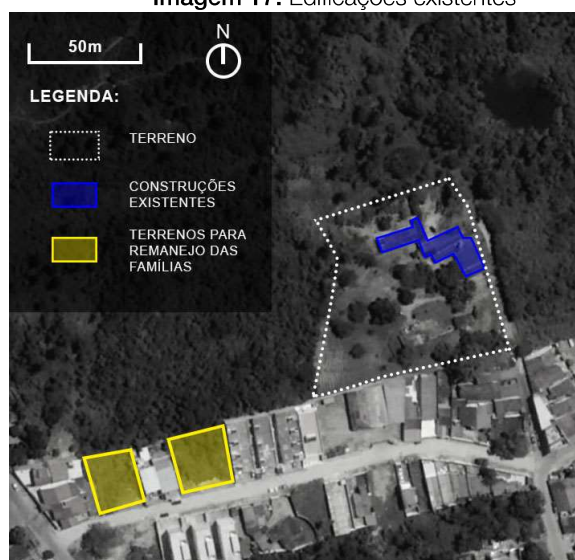 Imagem 17: Edificações existentes
50m
N
LEGENDA:
TERRENO
CONSTRUÇÕES
EXISTENTES
TERRENOS PARA
REMANEJO DAS
FAMÍLIAS